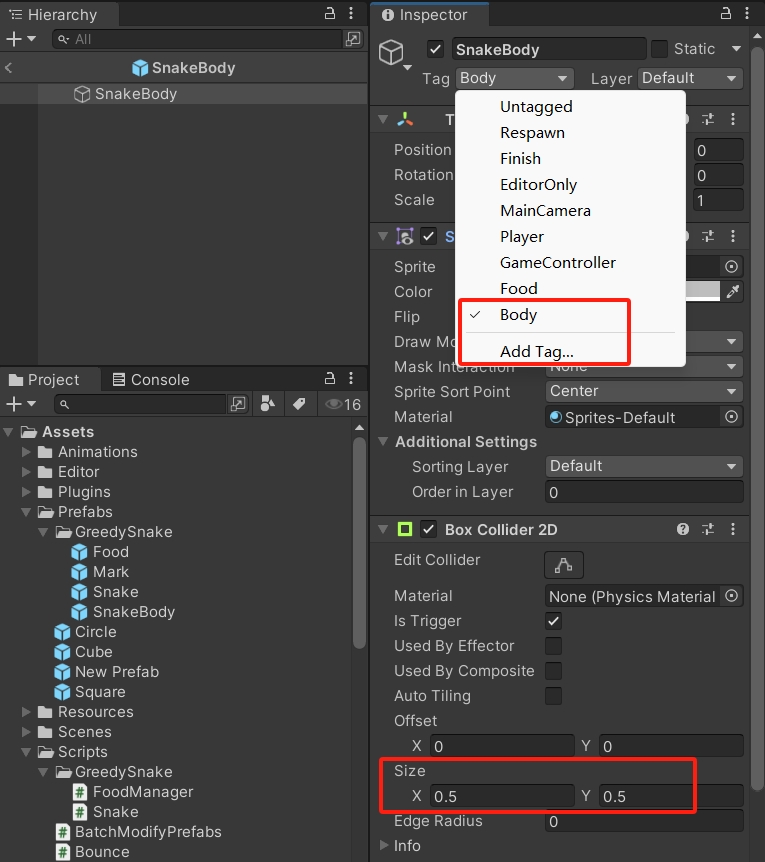 Hierarchy
All
SnakeBody
SnakeBody
Project
Console
16
Assets
Animations
Editor
Plugins
Prefabs
GreedySnake
Food
Mark
Snake
SnakeBody
Circle
Cube
New Prefab
Square
Resources
Scenes
Scripts
GreedySnake
FoodManager
Snake
BatchModifyPrefabs
Bounce
Inspector
SnakeBody
Static
Tag Body Layer Default
Untagged
Respawn
Finish
EditorOnly
MainCamera
Player
GameController
Food
Body
Add Tag...
T
Position 0
Rotation 0
Scale 1
S
Sprite
Color
Flip
Draw Mo
Mask Interaction None
Sprite Sort Point Center
Material Sprites-Default
Additional Settings
Sorting Layer Default
Order in Layer 0
Box Collider 2D
Edit Collider
Material None (Physics Material
Is Trigger
Used By Effector
Used By Composite
Auto Tiling
Offset
X 0 Y 0
Size
X 0.5 Y 0.5
Edge Radius 0
Info